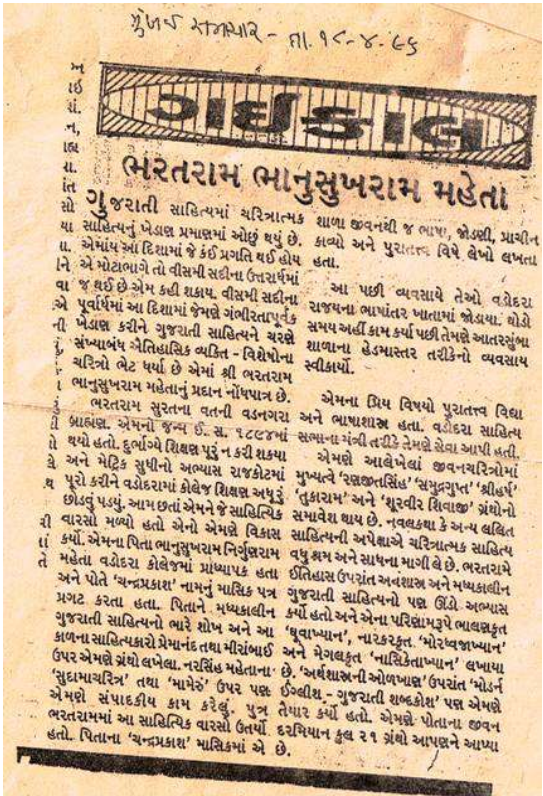 મુંબઈ સમાચાર - તા. ૧૮-૪-૯૬
ગઈકાલ
ભરતરામ ભાનુસુખરામ મહેતા
ગુજરાતી સાહિત્યમાં ચરિત્રાત્મક
સાહિત્યનું ખેડાણ પ્રમાણમાં ઓછું થયું છે.
એમાંય આ દિશામાં જે કંઈ પ્રગતિ થઈ હોય
એ મોટાભાગે તો વીસમી સદીના ઉત્તરાર્ધમાં
જ થઈ છે એમ કહી શકાય. વીસમી સદીના
પૂર્વાર્ધમાં આ દિશામાં જેમણે ગંભીરતાપૂર્વક
ખેડાણ કરીને ગુજરાતી સાહિત્યને ચરણે
સંખ્યાબંધ ઐતિહાસિક વ્યક્તિ - વિશેષોના
ચરિત્રો ભેટ ધર્યા છે એમાં શ્રી ભરતરામ
ભાનુસુખરામ મહેતાનું પ્રદાન નોંધપાત્ર છે.
ભરતરામ સુરતના વતની વડનગરા
બ્રાહ્મણ. એમનો જન્મ ઈ. સ. ૧૮૯૪માં
થયો હતો. દુર્ભાગ્યે શિક્ષણ પૂરું ન કરી શકયા
અને મેટ્રિક સુધીનો અભ્યાસ રાજકોટમાં
પૂરો કરીને વડોદરામાં કોલેજ શિક્ષણ અધૂરું
છોડવું પડયું. આમ છતાં એમને જે સાહિત્યિક
વારસો મળ્યો હતો એનો એમણે વિકાસ
કર્યો. એમના પિતા ભાનુસુખરામ નિર્ગુણરામ
મહેતા વડોદરા કોલેજમાં પ્રાધ્યાપક હતા
અને પોતે 'ચન્દ્રપ્રકાશ' નામનું માસિક પત્ર
પ્રગટ કરતા હતા. પિતાને મધ્યકાલીન
ગુજરાતી સાહિત્યનો ભારે શોખ અને આ
કાળના સાહિત્યકારો પ્રેમાનંદ તથા મીરાંબાઈ
ઉપર એમણે ગ્રંથો લખેલા. નરસિંહ મહેતાના
'સુદામાચરિત્ર' તથા 'મામેરું' ઉપર પણ
એમણે સંપાદકીય કામ કરેલું. પુત્ર
ભરતરામમાં આ સાહિત્યિક વારસો ઉતર્યો
હતો. પિતાના 'ચન્દ્રપ્રકાશ' માસિકમાં એ
શાળા જીવનથી જ ભાષા, જોડણી, પ્રાચીન
કાવ્યો અને પુરાતત્ત્વ વિષે લેખો લખતા
હતા.
આ પછી વ્યવસાયે તેઓ વડોદરા
રાજયના ભાષાંતર ખાતામાં જોડાયા. થોડો
સમય અહીં કામ કર્યા પછી તેમણે આતરસુંબા
શાળાના હેડમાસ્તર તરીકેનો વ્યવસાય
સ્વીકાર્યો.
એમના પ્રિય વિષયો પુરાતત્ત્વ વિદ્યા
અને ભાષાશાસ્ત્ર હતા. વડોદરા સાહિત્ય
સભાના મંત્રી તરીકે તેમણે સેવા આપી હતી.
એમણે આલેખેલાં જીવનચરિત્રોમાં
મુખ્યત્વે 'રણજીતસિંહ' 'સમુદ્રગુપ્ત' 'શ્રીહર્ષ'
'તુકારામ' અને 'શૂરવીર શિવાજી' ગ્રંથોનો
સમાવેશ થાય છે. નવલકથા કે અન્ય લલિત
સાહિત્યની અપેક્ષાએ ચરિત્રાત્મક સાહિત્ય
વધુ શ્રમ અને સાધના માગી લે છે. ભરતરામે
ઈતિહાસ ઉપરાંત અવશાસ્ત્ર અને મધ્યકાલીન
ગુજરાતી સાહિત્યનો પણ ઊંડો અભ્યાસ
કર્યો હતો અને એના પરિણામરૂપે ભાલણકૃત
'ધ્રુવાખ્યાન', નારકરકૃત 'મોરધ્વજાખ્યાન'
અને મેગલકૃત 'નાસિકેતાખ્યાન' લખાયા
છે. 'અર્થશાસ્ત્રની ઓળખાણ' ઉપરાંત 'મોડર્ન
ઈંગ્લીશ - ગુજરાતી શબ્દકોશ' પણ એમણે
તૈયાર કર્યો હતો. એમણે પોતાના જીવન
દરમિયાન કુલ ૨૧ ગ્રંથો આપણને આપ્યા
છે.